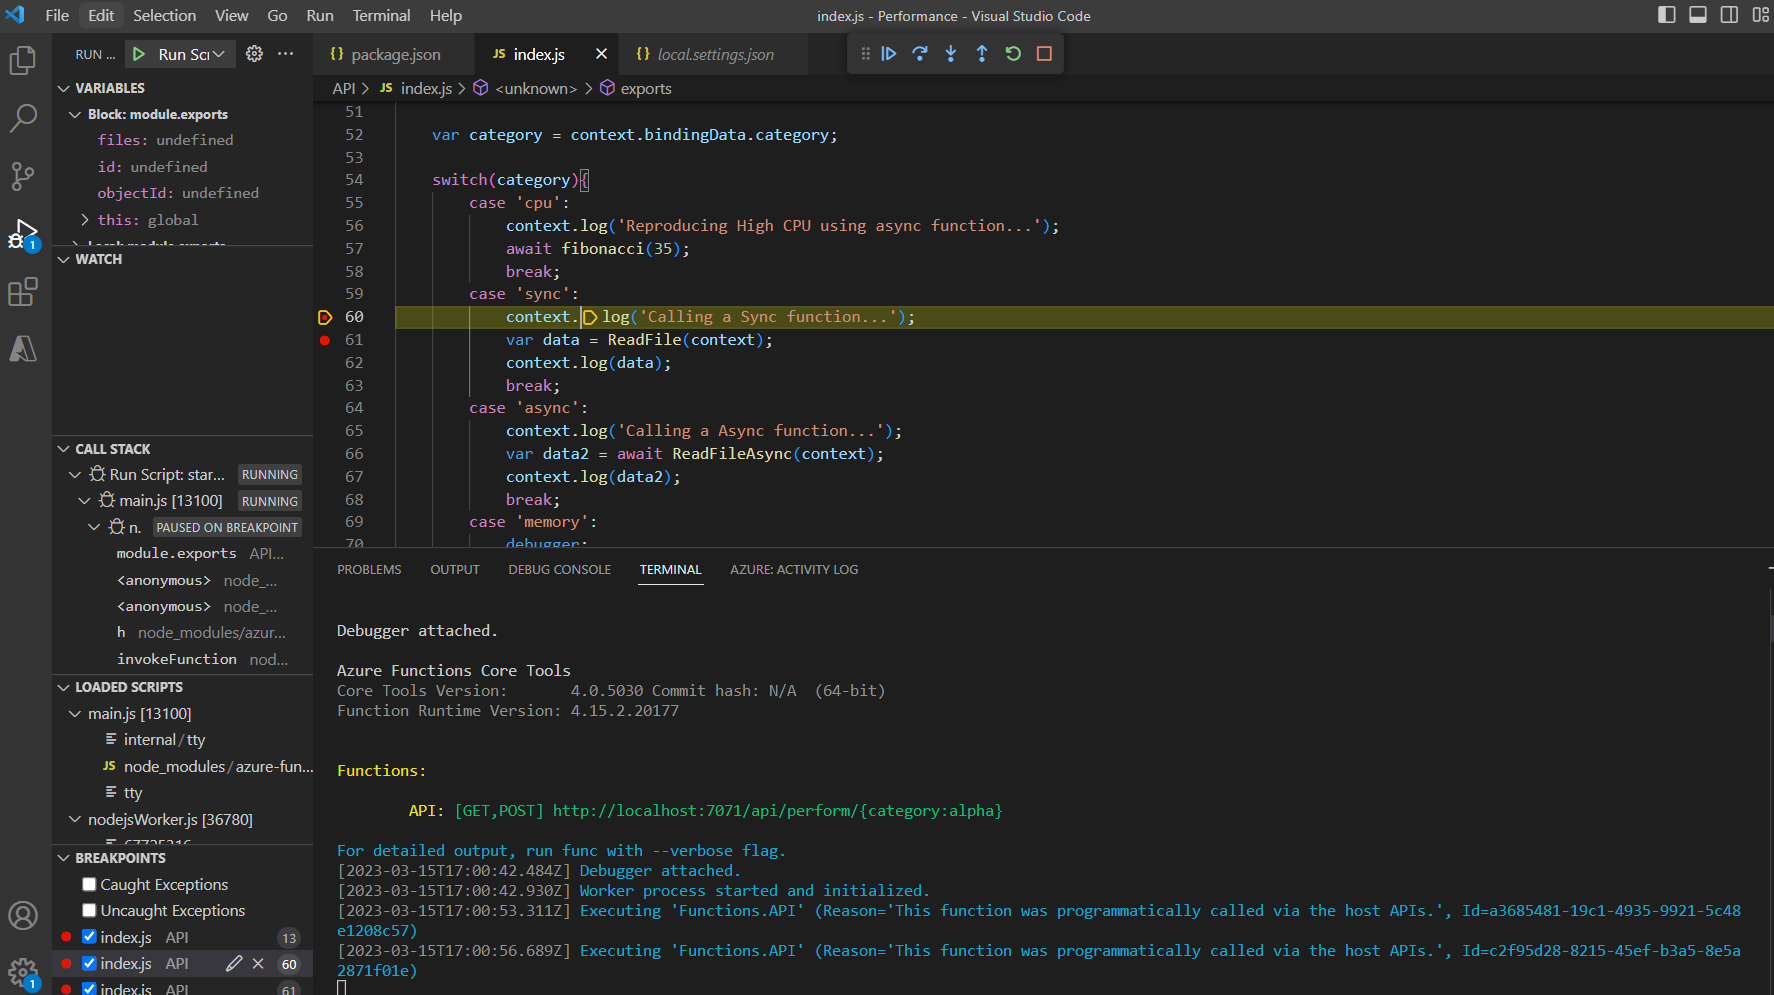 File Edit Selection View Go Run Terminal Help
index.js - Performance - Visual Studio Code
RUN ... Run Sci
package.json
JS index.js
local.settings.json
API > JS index.js > <unknown> > exports
VARIABLES
Block: module.exports
files: undefined
id: undefined
objectId: undefined
this: global
WATCH
CALL STACK
Run Script: star... RUNNING
main.js [13100] RUNNING
n. PAUSED ON BREAKPOINT
module.exports API...
<anonymous> node_...
<anonymous> node_...
h node_modules/azur...
invokeFunction nod...
LOADED SCRIPTS
main.js [13100]
internal/tty
JS node_modules/azure-fun...
tty
nodejsWorker.js [36780]
BREAKPOINTS
Caught Exceptions
Uncaught Exceptions
index.js API 13
index.js API 60
index.js API 61
1
1
51
52 var category = context.bindingData.category;
53
54 switch(category){
55 case 'cpu':
56 context.log('Reproducing High CPU using async function...');
57 await fibonacci(35);
58 break;
59 case 'sync':
60 context.log('Calling a Sync function...');
61 var data = ReadFile(context);
62 context.log(data);
63 break;
64 case 'async':
65 context.log('Calling a Async function...');
66 var data2 = await ReadFileAsync(context);
67 context.log(data2);
68 break;
69 case 'memory':
70 debugger;
PROBLEMS OUTPUT DEBUG CONSOLE TERMINAL AZURE: ACTIVITY LOG
Debugger attached.
Azure Functions Core Tools
Core Tools Version: 4.0.5030 Commit hash: N/A (64-bit)
Function Runtime Version: 4.15.2.20177
Functions:
API: [GET,POST] http://localhost:7071/api/perform/{category:alpha}
For detailed output, run func with --verbose flag.
[2023-03-15T17:00:42.484Z] Debugger attached.
[2023-03-15T17:00:42.930Z] Worker process started and initialized.
[2023-03-15T17:00:53.311Z] Executing 'Functions.API' (Reason='This function was programmatically called via the host APIs.', Id=a3685481-19c1-4935-9921-5c48
e1208c57)
[2023-03-15T17:00:56.689Z] Executing 'Functions.API' (Reason='This function was programmatically called via the host APIs.', Id=c2f95d28-8215-45ef-b3a5-8e5a
2871f01e)